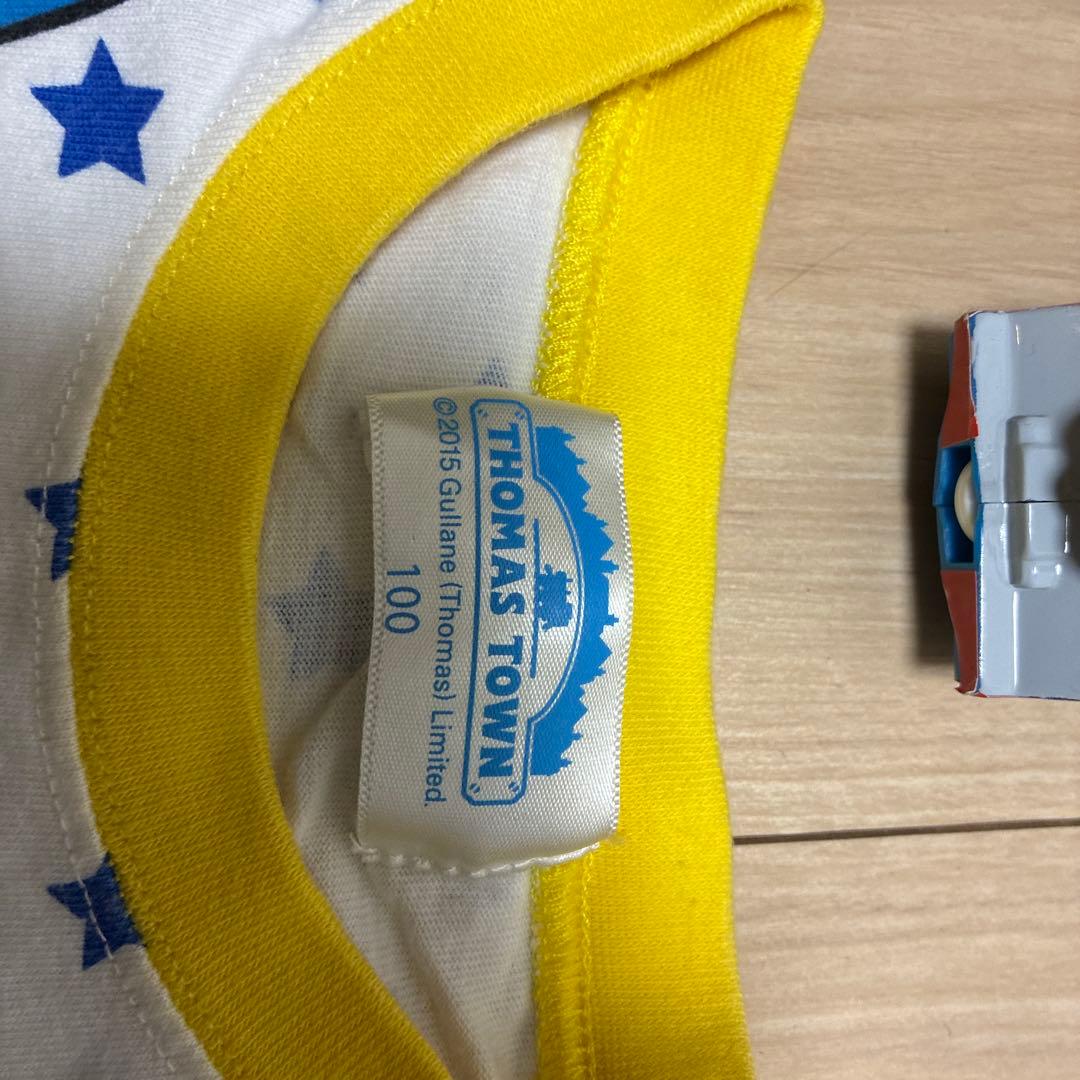 THOMAS TOWN
©2015 Gullane (Thomas) Limited.
100